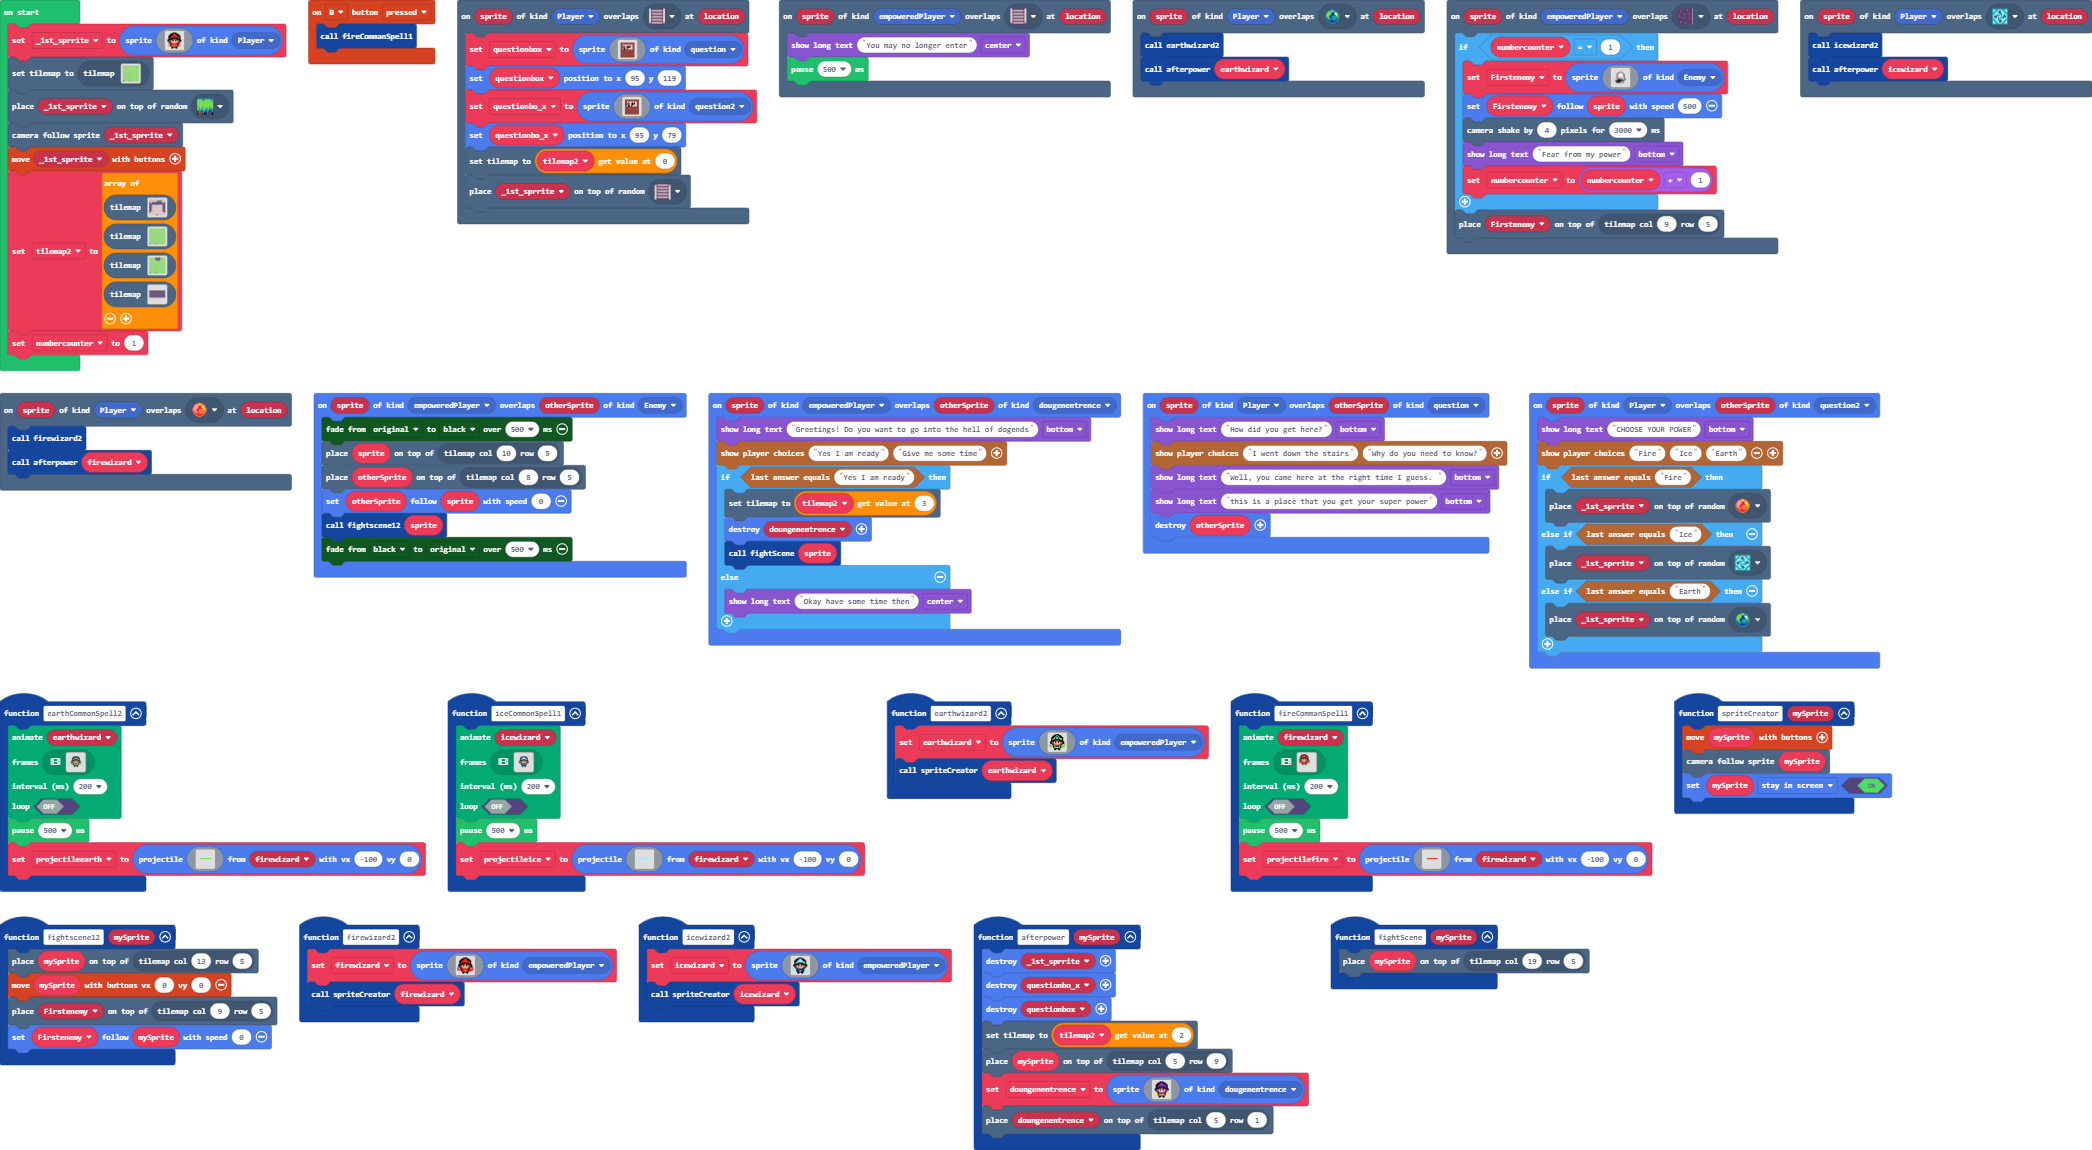 on start
set _1st_sprrite to sprite of kind Player
set tilemap to tilemap
place _1st_sprrite on top of random
camera follow sprite _1st_sprrite
move _1st_sprrite with buttons
set tilemap2 to array of
tilemap
tilemap
tilemap
tilemap
set numbercounter to 1
on B button pressed
call fireCommanSpell1
on sprite of kind Player overlaps at location
set questionbox to sprite of kind question
set questionbox position to x 95 y 119
set questionbo_x to sprite of kind question2
set questionbo_x position to x 95 y 79
set tilemap to tilemap2 get value at 0
place _1st_sprrite on top of random
on sprite of kind empoweredPlayer overlaps at location
show long text "You may no longer enter" center
pause 500 ms
on sprite of kind Player overlaps at location
call earthwizard2
call afterpower earthwizard
on sprite of kind empoweredPlayer overlaps at location
if numbercounter = 1 then
set Firstenemy to sprite of kind Enemy
set Firstenemy follow sprite with speed 500
camera shake by 4 pixels for 3000 ms
show long text "Fear from my power" bottom
set numbercounter to numbercounter + 1
place Firstenemy on top of tilemap col 9 row 5
on sprite of kind Player overlaps at location
call icewizard2
call afterpower icewizard
on sprite of kind Player overlaps at location
call firewizard2
call afterpower firewizard
on sprite of kind empoweredPlayer overlaps otherSprite of kind Enemy
fade from original to black over 500 ms
place sprite on top of tilemap col 10 row 5
place otherSprite on top of tilemap col 8 row 5
set otherSprite follow sprite with speed 0
call fightscene12 sprite
fade from black to original over 500 ms
on sprite of kind empoweredPlayer overlaps otherSprite of kind dougenentrence
show long text "Greetings! Do you want to go into the hell of dogends" bottom
show player choices "Yes I am ready" "Give me some time"
if last answer equals "Yes I am ready" then
set tilemap to tilemap2 get value at 3
destroy doungenentrence
call fightScene sprite
else
show long text "Okay have some time then" center
on sprite of kind Player overlaps otherSprite of kind question
show long text "How did you get here?" bottom
show player choices "I went down the stairs" "Why do you need to know?"
show long text "Well, you came here at the right time I guess. " bottom
show long text "this is a place that you get your super power" bottom
destroy otherSprite
on sprite of kind Player overlaps otherSprite of kind question2
show long text "CHOOSE YOUR POWER" bottom
show player choices "Fire" "Ice" "Earth"
if last answer equals "Fire" then
place _1st_sprrite on top of random
else if last answer equals "Ice" then
place _1st_sprrite on top of random
else if last answer equals "Earth" then
place _1st_sprrite on top of random
function earthCommonSpell2
animate earthwizard
frames
interval (ms) 200
loop OFF
pause 500 ms
set projectileearth to projectile from firewizard with vx -100 vy 0
function iceCommonSpell1
animate icewizard
frames
interval (ms) 200
loop OFF
pause 500 ms
set projectileice to projectile from firewizard with vx -100 vy 0
function earthwizard2
set earthwizard to sprite of kind empoweredPlayer
call spriteCreator earthwizard
function fireCommanSpell1
animate firewizard
frames
interval (ms) 200
loop OFF
pause 500 ms
set projectilefire to projectile from firewizard with vx -100 vy 0
function spriteCreator mySprite
move mySprite with buttons
camera follow sprite mySprite
set mySprite stay in screen ON
function fightscene12 mySprite
place mySprite on top of tilemap col 13 row 5
move mySprite with buttons vx 0 vy 0
place Firstenemy on top of tilemap col 9 row 5
set Firstenemy follow mySprite with speed 0
function firewizard2
set firewizard to sprite of kind empoweredPlayer
call spriteCreator firewizard
function icewizard2
set icewizard to sprite of kind empoweredPlayer
call spriteCreator icewizard
function afterpower mySprite
destroy _1st_sprrite
destroy questionbo_x
destroy questionbox
set tilemap to tilemap2 get value at 2
place mySprite on top of tilemap col 5 row 9
set doungenentrence to sprite of kind dougenentrence
place doungenentrence on top of tilemap col 5 row 1
function fightScene mySprite
place mySprite on top of tilemap col 19 row 5